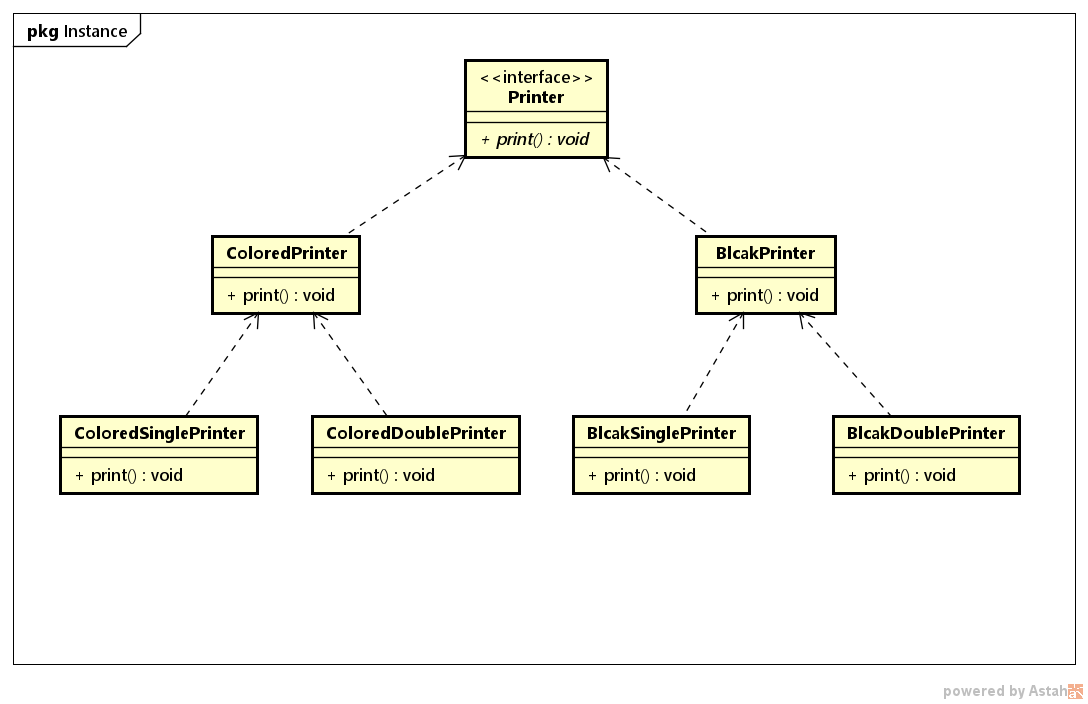 pkg Instance
<<interface>>
Printer
+ print() : void
ColoredPrinter
+ print() : void
BlcakPrinter
+ print() : void
ColoredSinglePrinter
+ print() : void
ColoredDoublePrinter
+ print() : void
BlcakSinglePrinter
+ print() : void
BlcakDoublePrinter
+ print() : void
powered by Astah